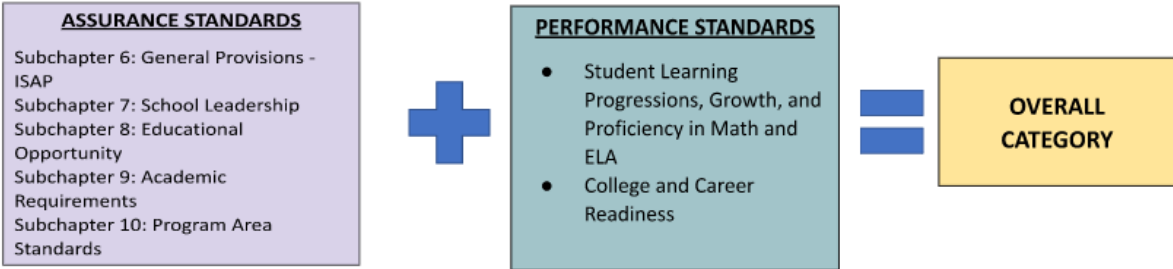 ASSURANCE STANDARDS
Subchapter 6: General Provisions -
ISAP
Subchapter 7: School Leadership
Subchapter 8: Educational
Opportunity
Subchapter 9: Academic
Requirements
Subchapter 10: Program Area
Standards
PERFORMANCE STANDARDS
● Student Learning
Progressions, Growth, and
Proficiency in Math and
ELA
● College and Career
Readiness
OVERALL
CATEGORY